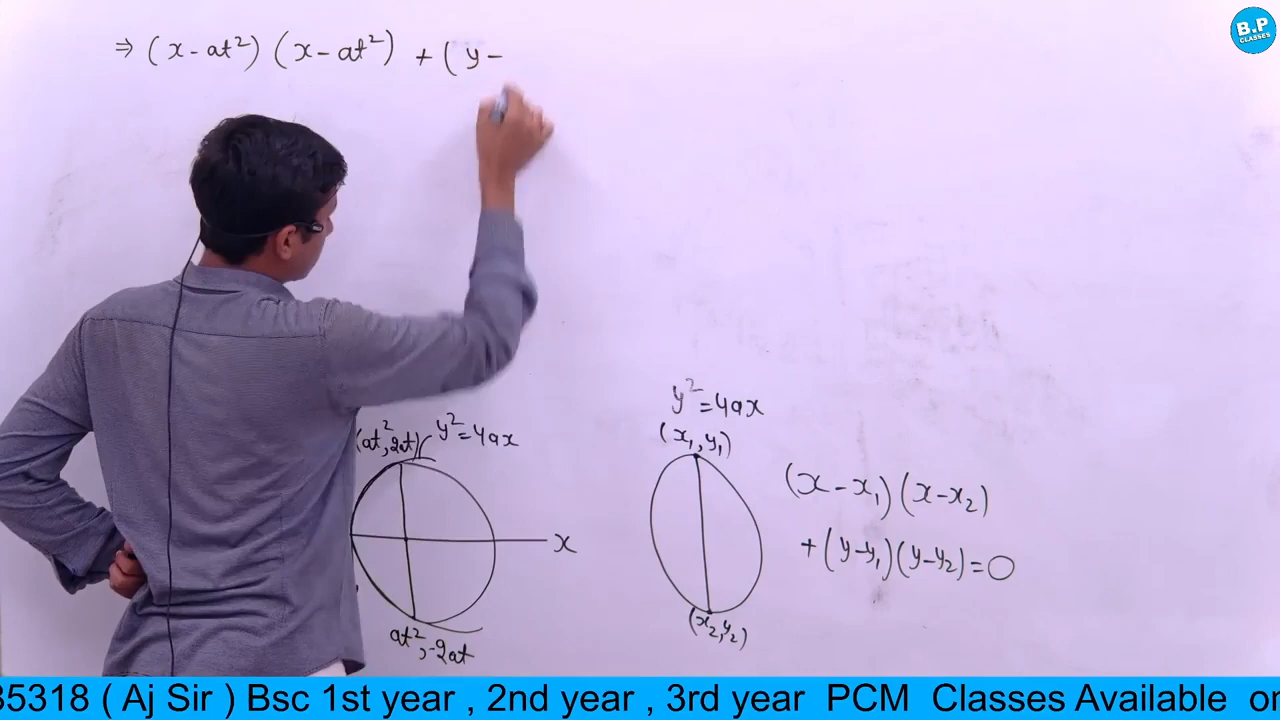 ⇒ (x - at²) (x - at²) + ( y -
B.P
CLASSES
y² = 4ax
(x₁, y₁)
(at², 2at) y² = 4ax
(x - x₁) (x - x₂)
+ (y - y₁) (y - y₂) = 0
x
(x₂, y₂)
at², -2at
35318 ( Aj Sir ) Bsc 1st year , 2nd year , 3rd year PCM Classes Available